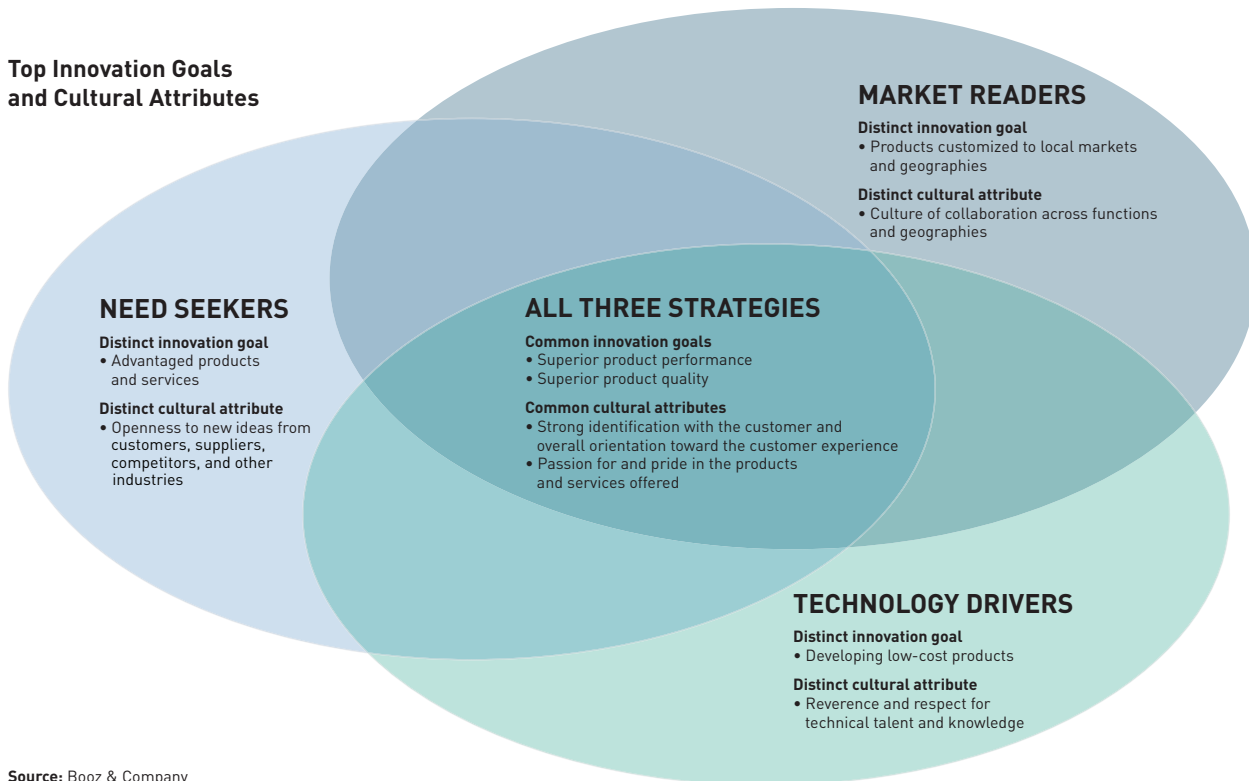 Top Innovation Goals
and Cultural Attributes
MARKET READERS
Distinct innovation goal
• Products customized to local markets
and geographies
Distinct cultural attribute
• Culture of collaboration across functions
and geographies
NEED SEEKERS
Distinct innovation goal
• Advantaged products
and services
Distinct cultural attribute
• Openness to new ideas from
customers, suppliers,
competitors, and other
industries
ALL THREE STRATEGIES
Common innovation goals
• Superior product performance
• Superior product quality
Common cultural attributes
• Strong identification with the customer and
overall orientation toward the customer experience
• Passion for and pride in the products
and services offered
TECHNOLOGY DRIVERS
Distinct innovation goal
• Developing low-cost products
Distinct cultural attribute
• Reverence and respect for
technical talent and knowledge
Source: Booz & Company